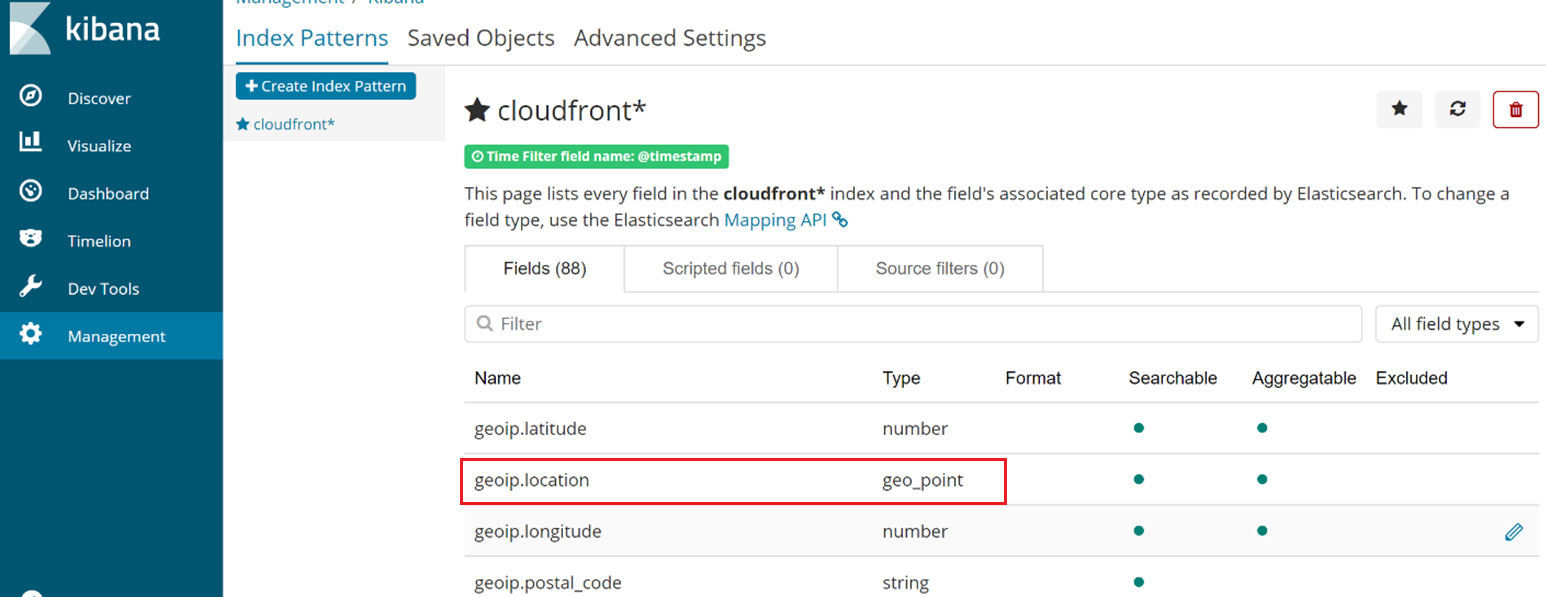 Management / Kibana
kibana
Index Patterns Saved Objects Advanced Settings
Create Index Pattern
cloudfront*
Discover
Visualize
Dashboard
Timelion
Dev Tools
Management
cloudfront*
Time Filter field name: @timestamp
This page lists every field in the cloudfront* index and the field's associated core type as recorded by Elasticsearch. To change a
field type, use the Elasticsearch Mapping API
Fields (88) Scripted fields (0) Source filters (0)
Filter All field types
Name Type Format Searchable Aggregatable Excluded
geoip.latitude number
geoip.location geo_point
geoip.longitude number
geoip.postal_code string